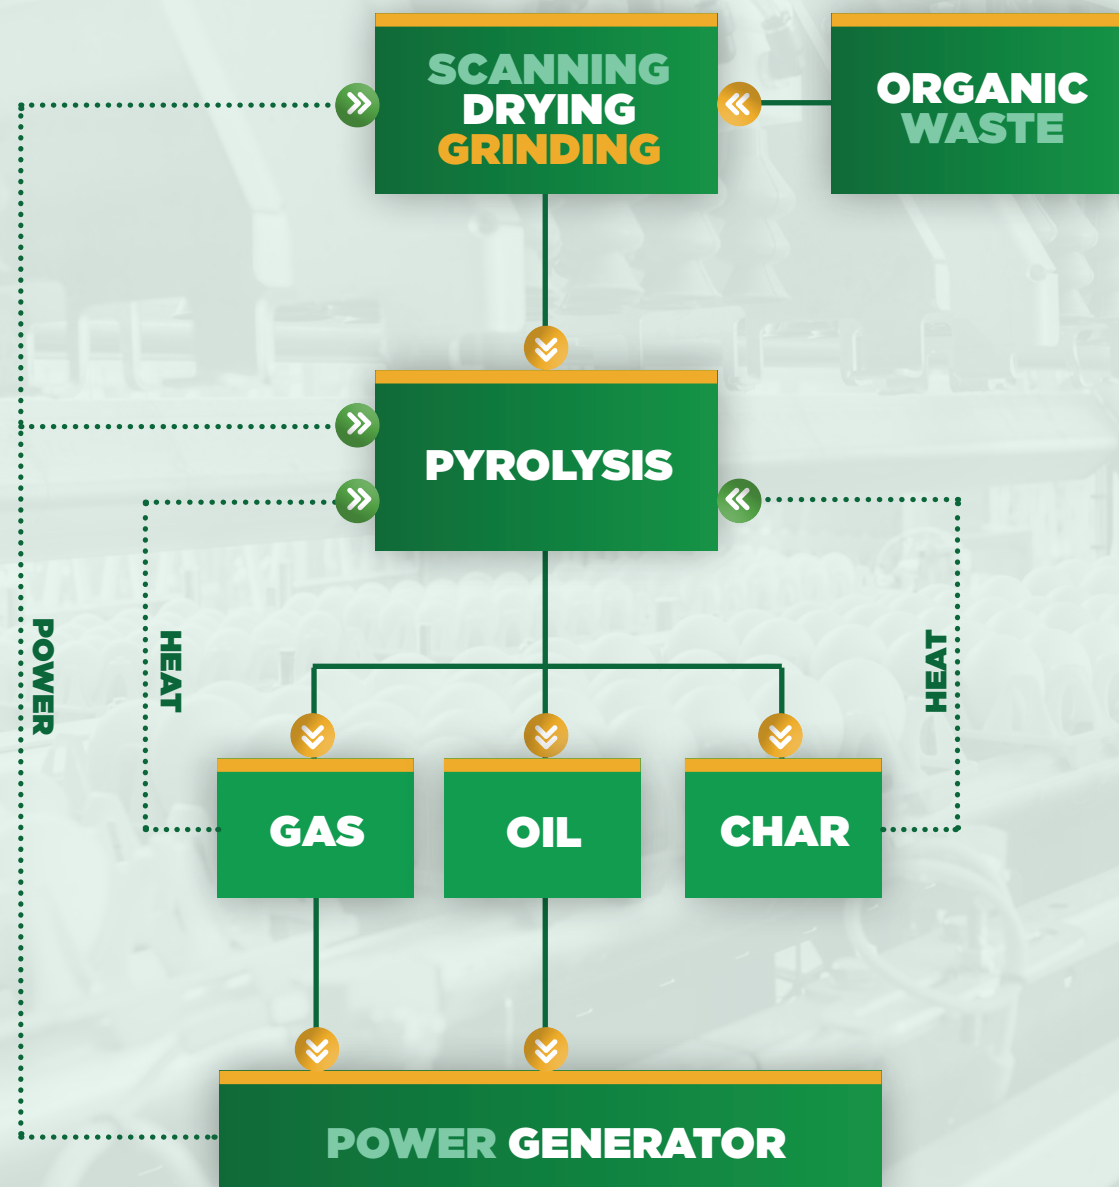 SCANNING
DRYING
GRINDING
ORGANIC
WASTE
PYROLYSIS
POWER
HEAT
HEAT
GAS
OIL
CHAR
POWER GENERATOR